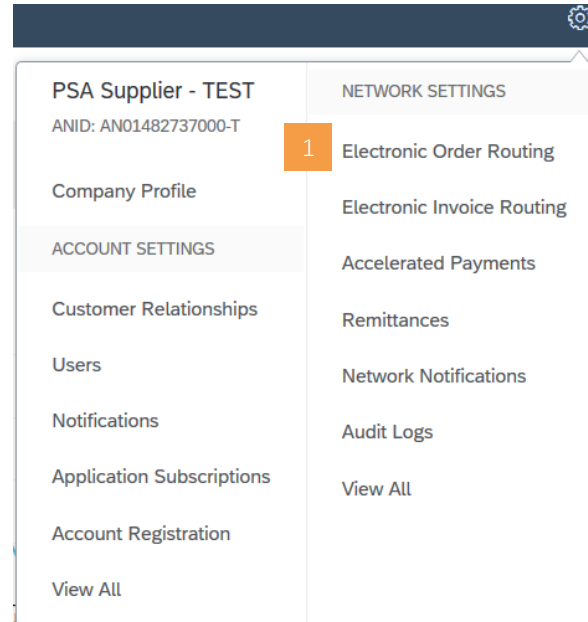 PSA Supplier - TEST
ANID: AN01482737000-T
Company Profile
ACCOUNT SETTINGS
Customer Relationships
Users
Notifications
Application Subscriptions
Account Registration
View All
NETWORK SETTINGS
1
Electronic Order Routing
Electronic Invoice Routing
Accelerated Payments
Remittances
Network Notifications
Audit Logs
View All